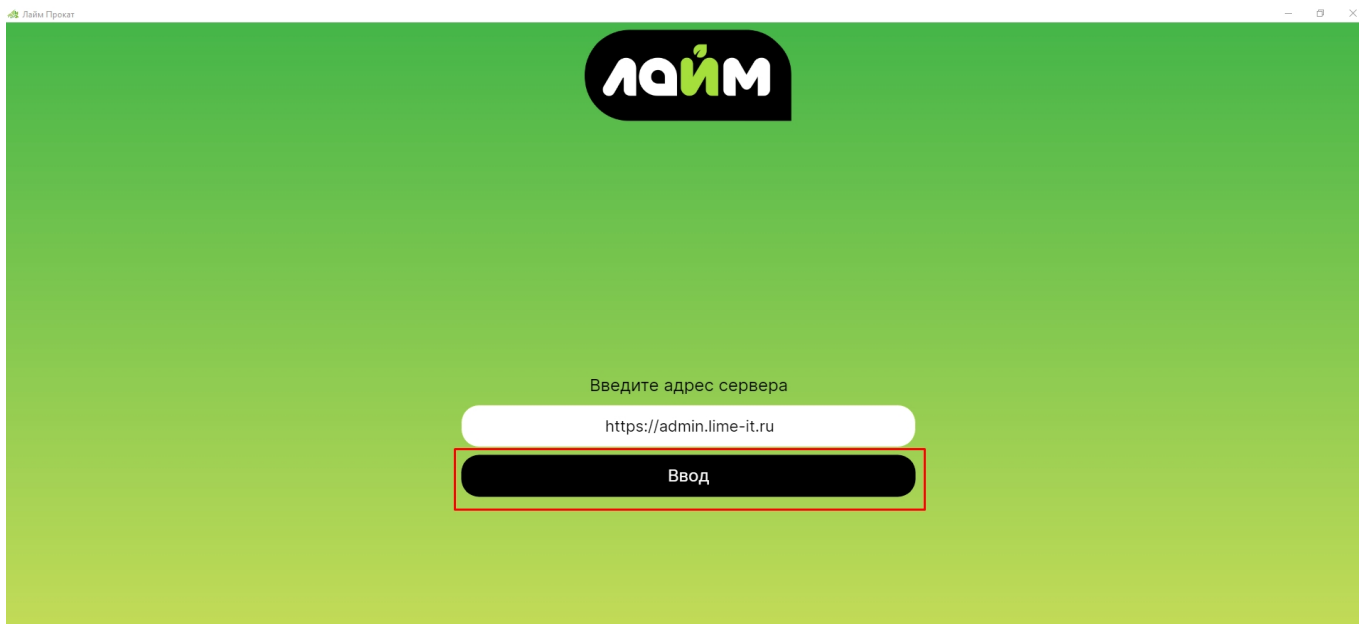 Лайм Прокат
лайм
Введите адрес сервера
https://admin.lime-it.ru
Ввод